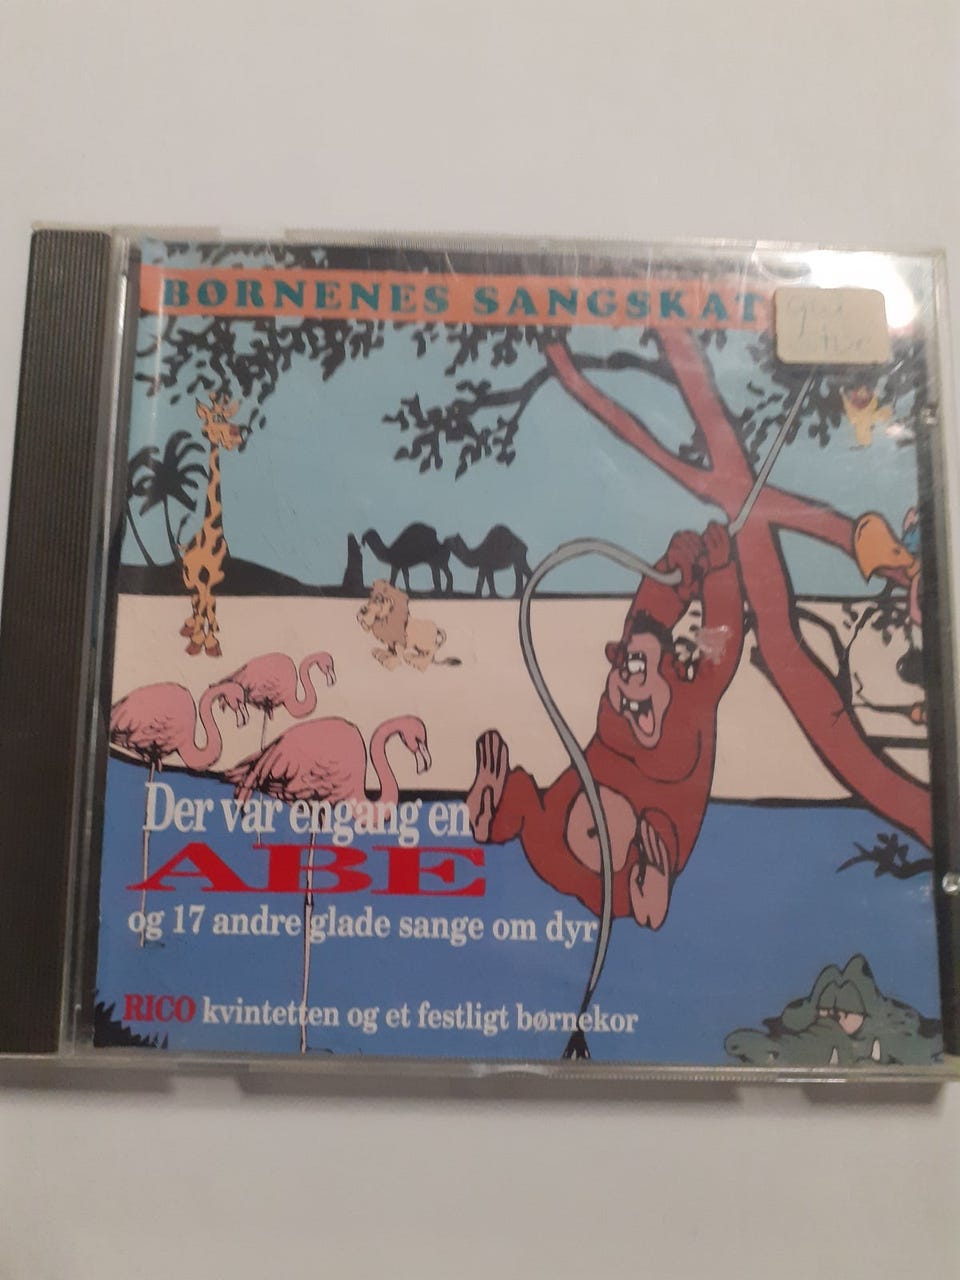 BØRNENES SANGSKAT
Der var engang en
ABE
og 17 andre glade sange om dyr
RICO kvintetten og et festligt børnekor